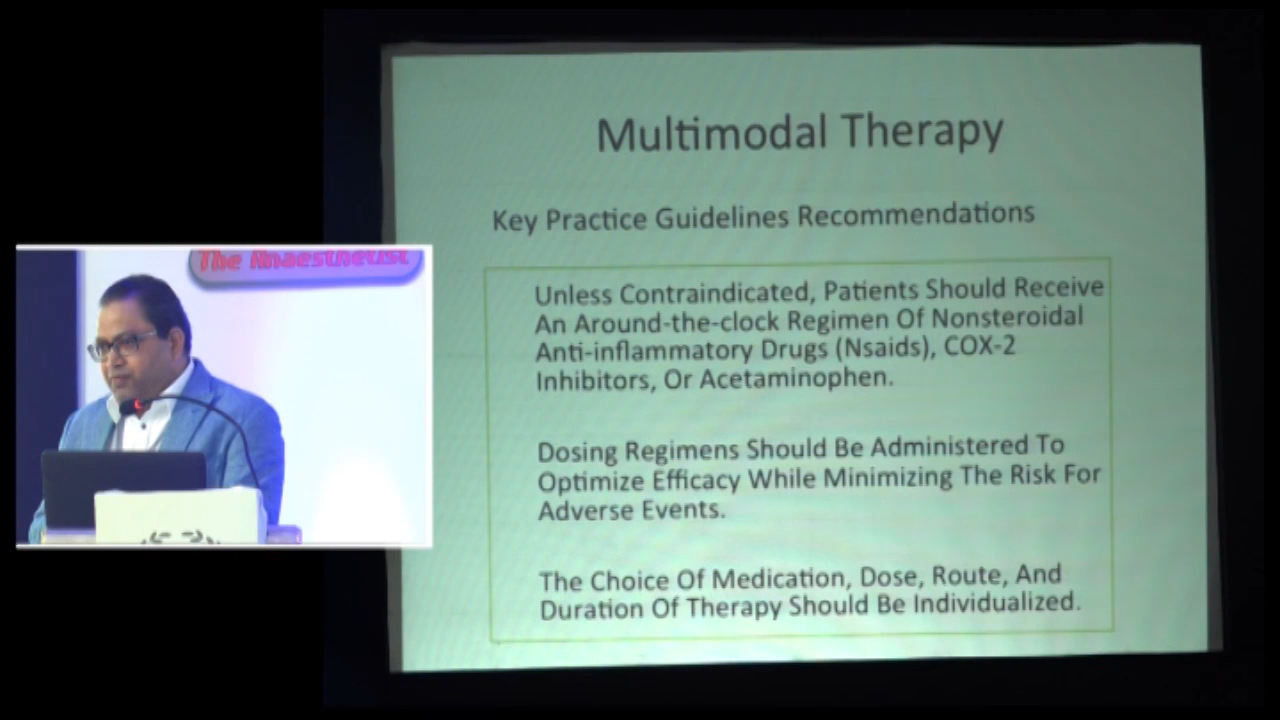 The Anaesthetist
Multimodal Therapy
Key Practice Guidelines Recommendations
Unless Contraindicated, Patients Should Receive
An Around-the-clock Regimen Of Nonsteroidal
Anti-inflammatory Drugs (Nsaids), COX-2
Inhibitors, Or Acetaminophen.
Dosing Regimens Should Be Administered To
Optimize Efficacy While Minimizing The Risk For
Adverse Events.
The Choice Of Medication, Dose, Route, And
Duration Of Therapy Should Be Individualized.